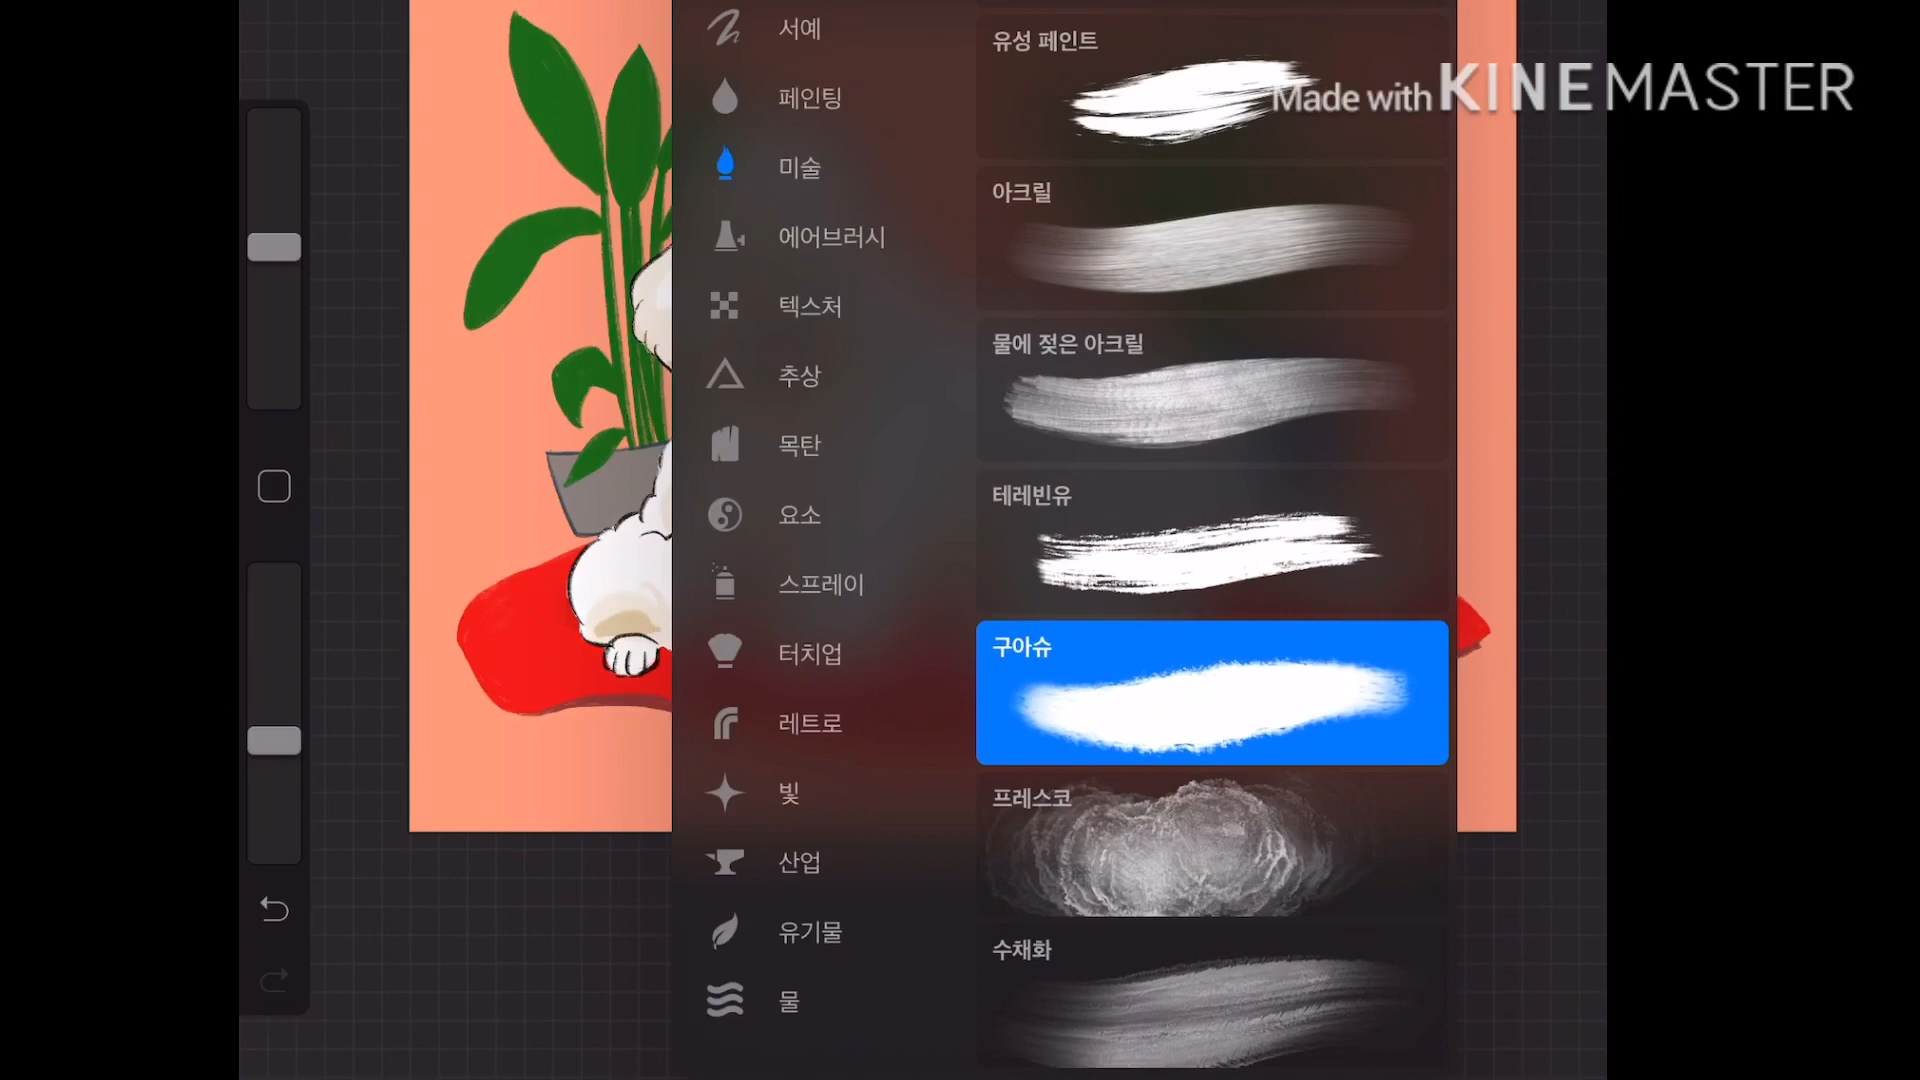 서예
페인팅
미술
에어브러시
텍스처
추상
목탄
요소
스프레이
터치업
레트로
빛
산업
유기물
물
유성 페인트
Made with KINEMASTER
아크릴
물에 젖은 아크릴
테레빈유
구아슈
프레스코
수채화